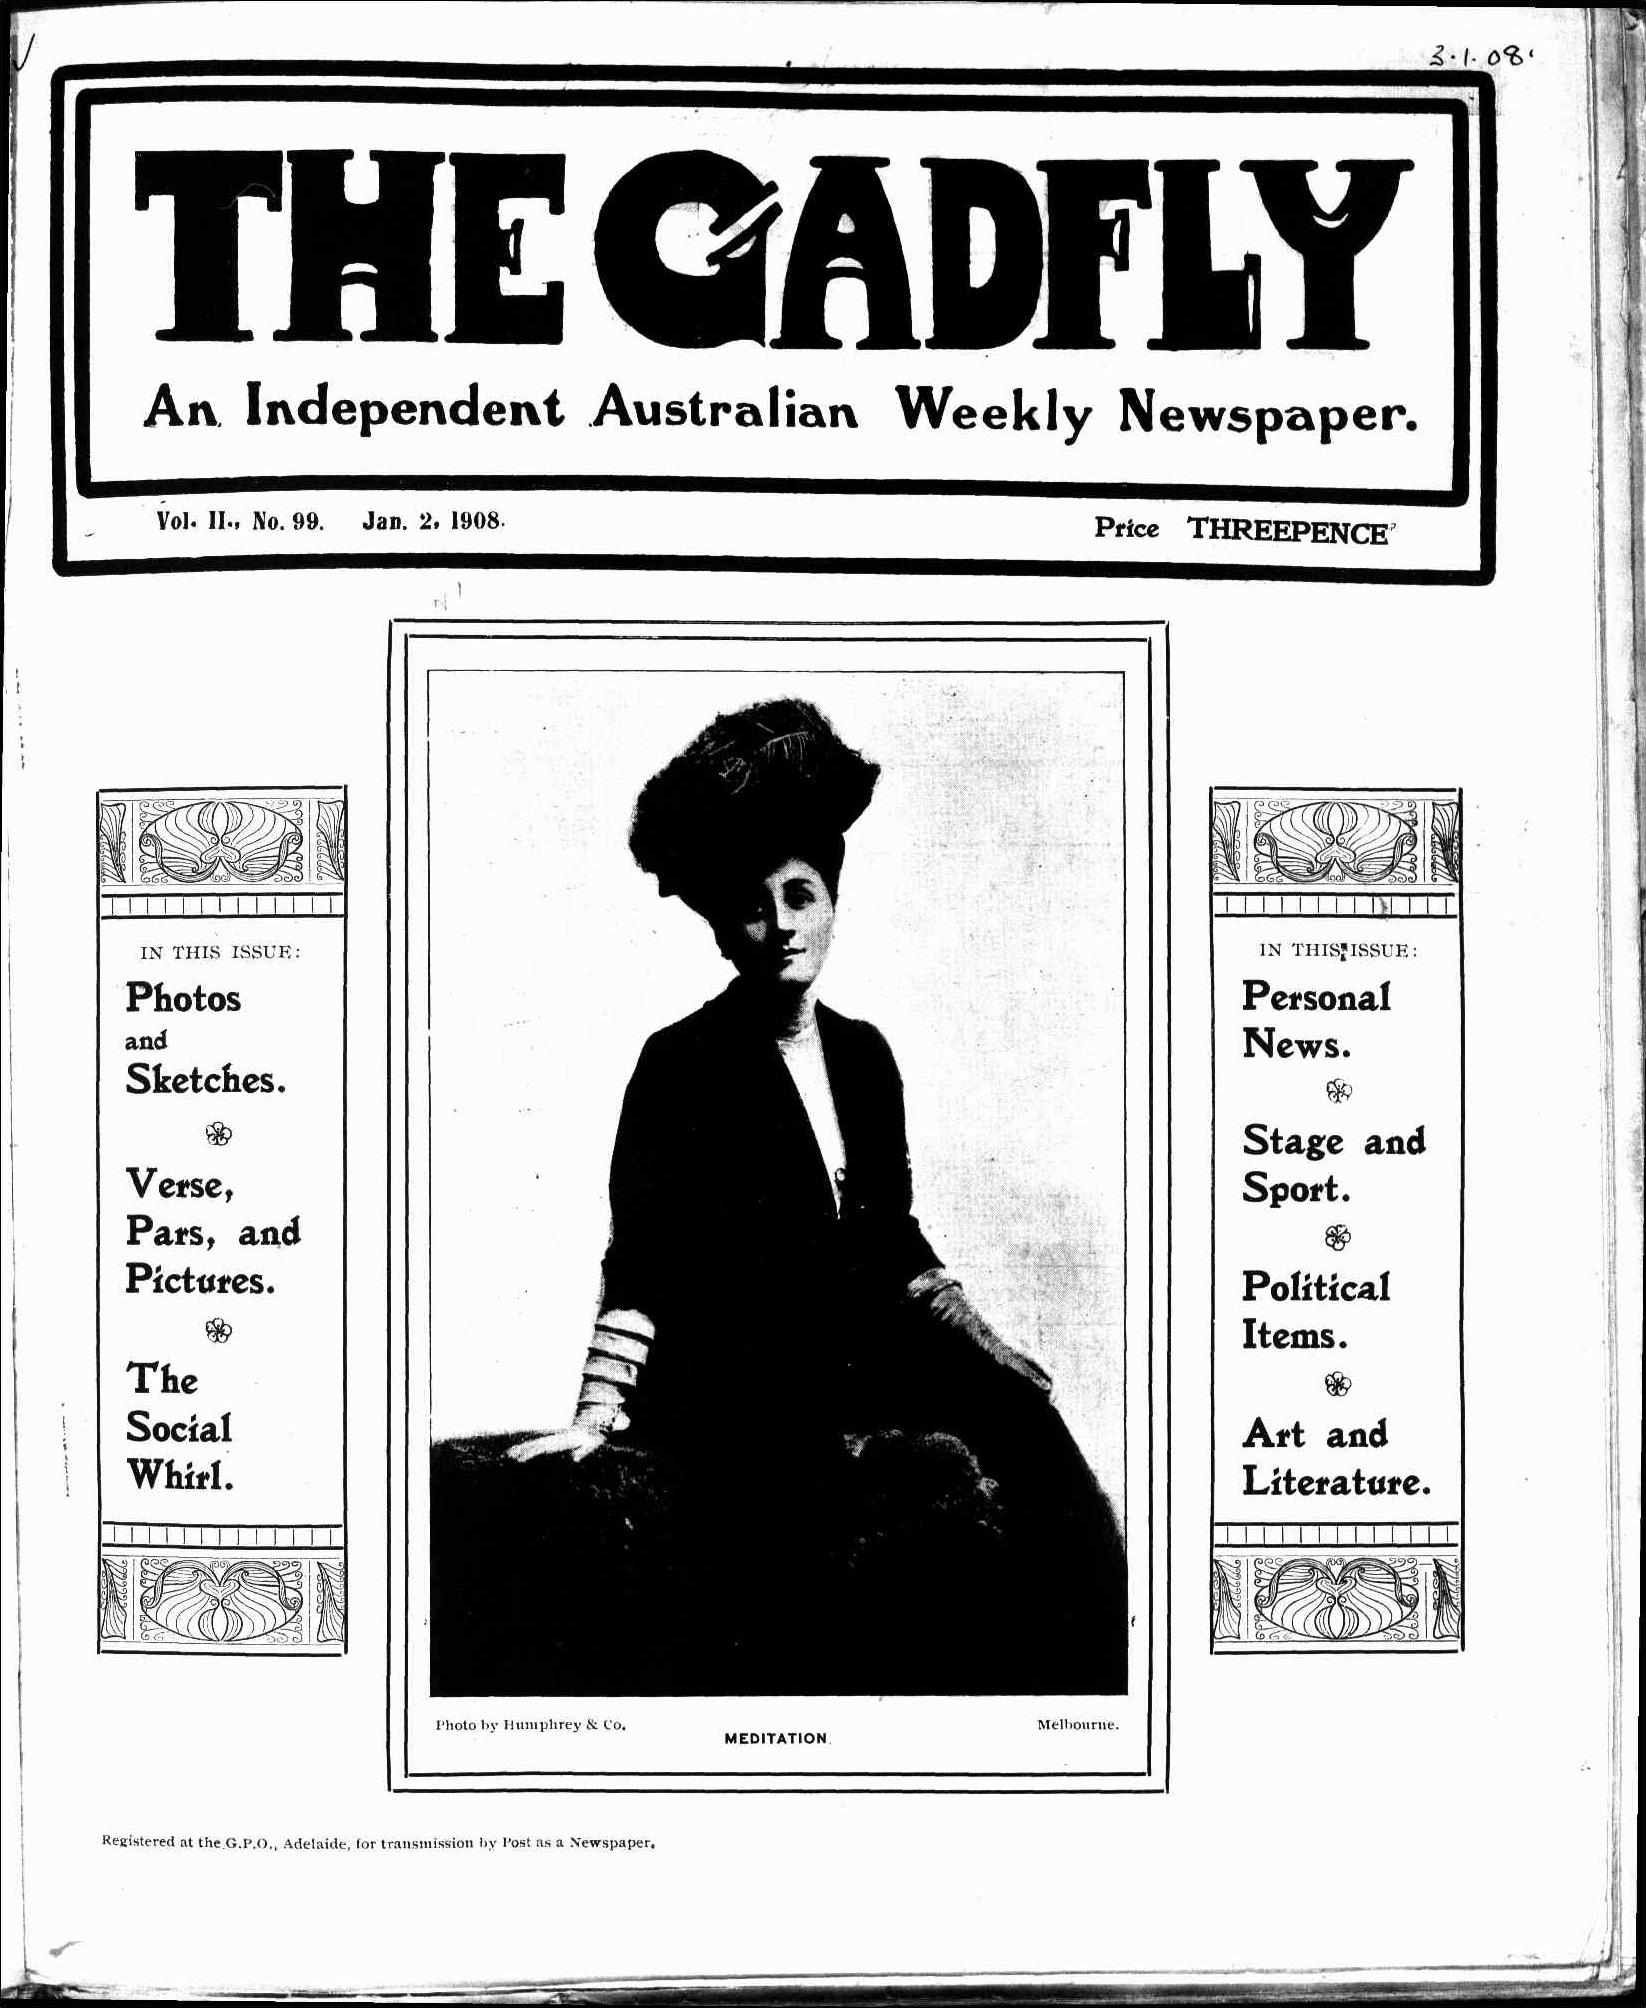 3.1.08.
THE GADFLY
An Independent Australian Weekly Newspaper.
Vol. II., No. 99. Jan. 2, 1908.
Price THREEPENCE
IN THIS ISSUE:
Photos
and
Sketches.
Verse,
Pars, and
Pictures.
The
Social
Whirl.
IN THIS ISSUE:
Personal
News.
Stage and
Sport.
Political
Items.
Art and
Literature.
Photo by Humphrey & Co.
Melbourne.
MEDITATION.
Registered at the G.P.O., Adelaide, for transmission by Post as a Newspaper.